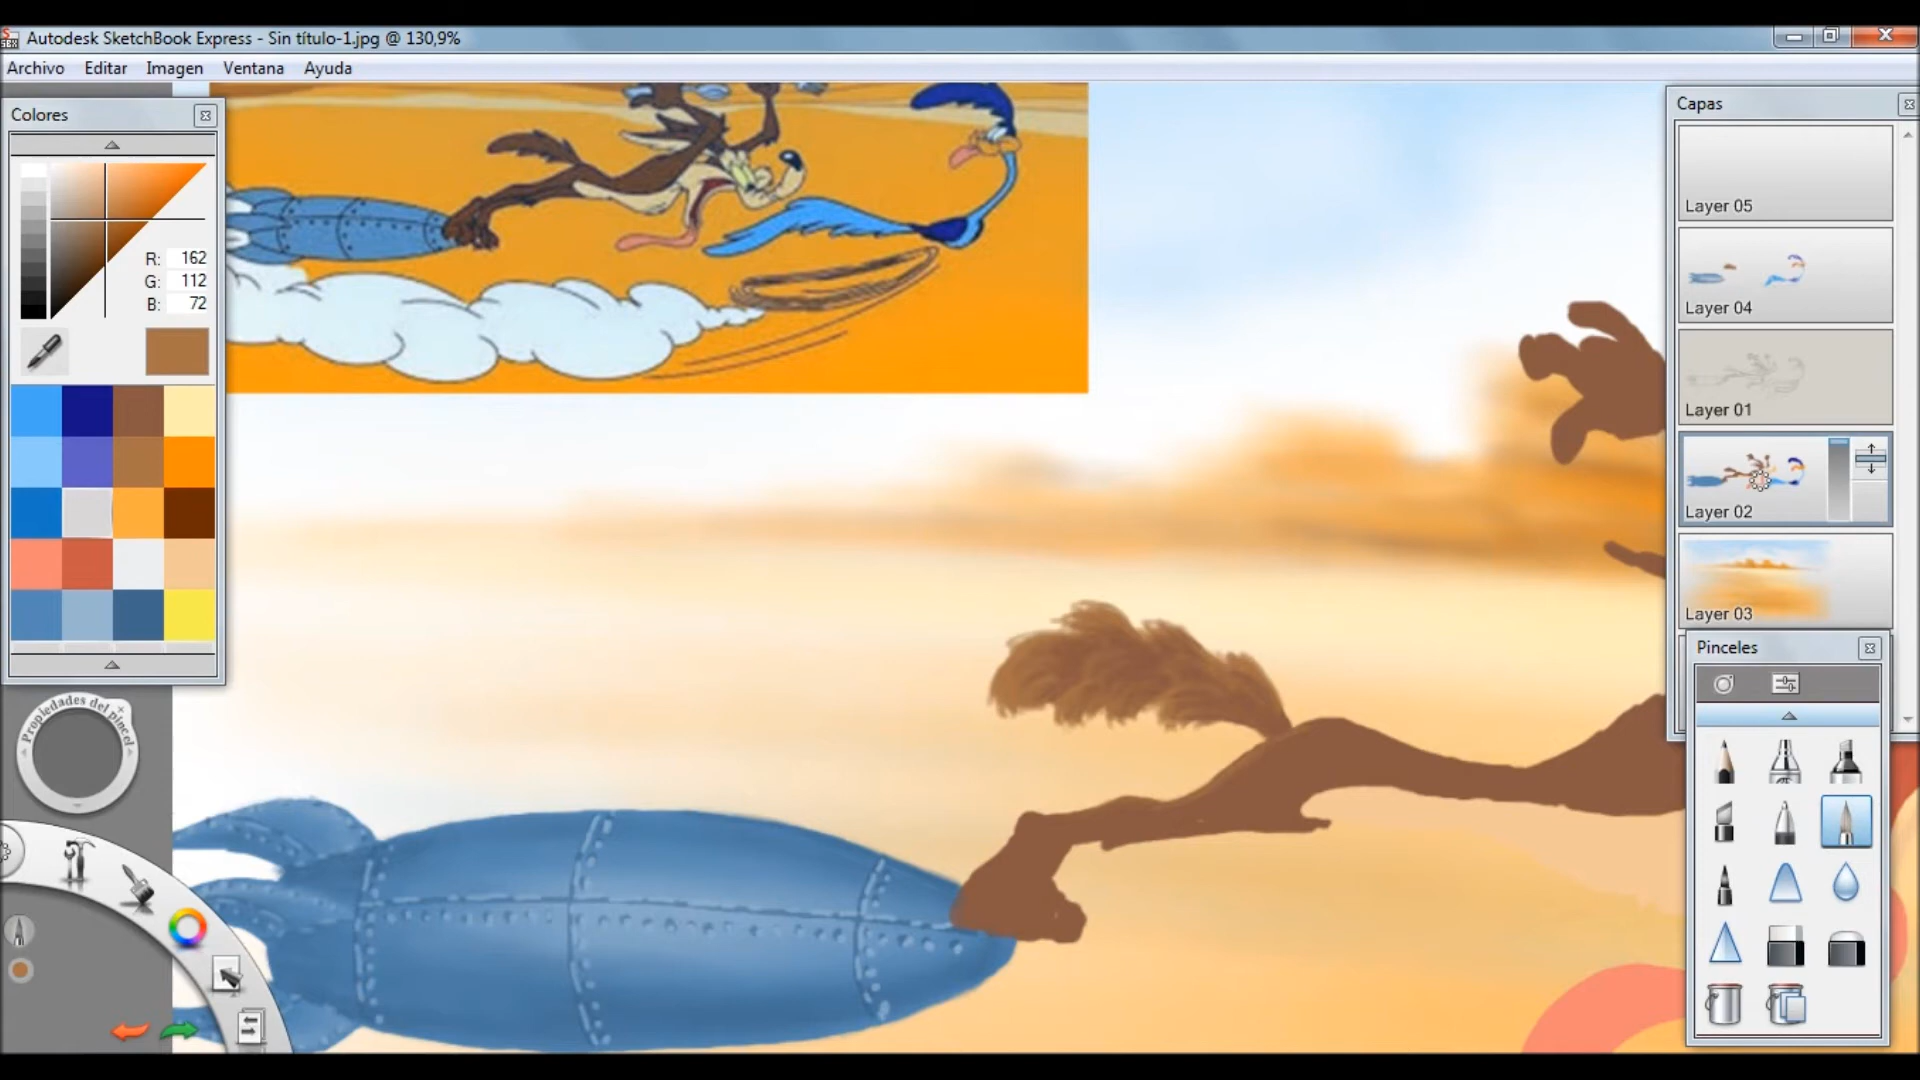 Autodesk SketchBook Express - Sin título-1.jpg @ 130,9%
Archivo Editar Imagen Ventana Ayuda
Colores
R: 162
G: 112
B: 72
Propiedades del pincel
Capas
Layer 05
Layer 04
Layer 01
Layer 02
Layer 03
Pinceles